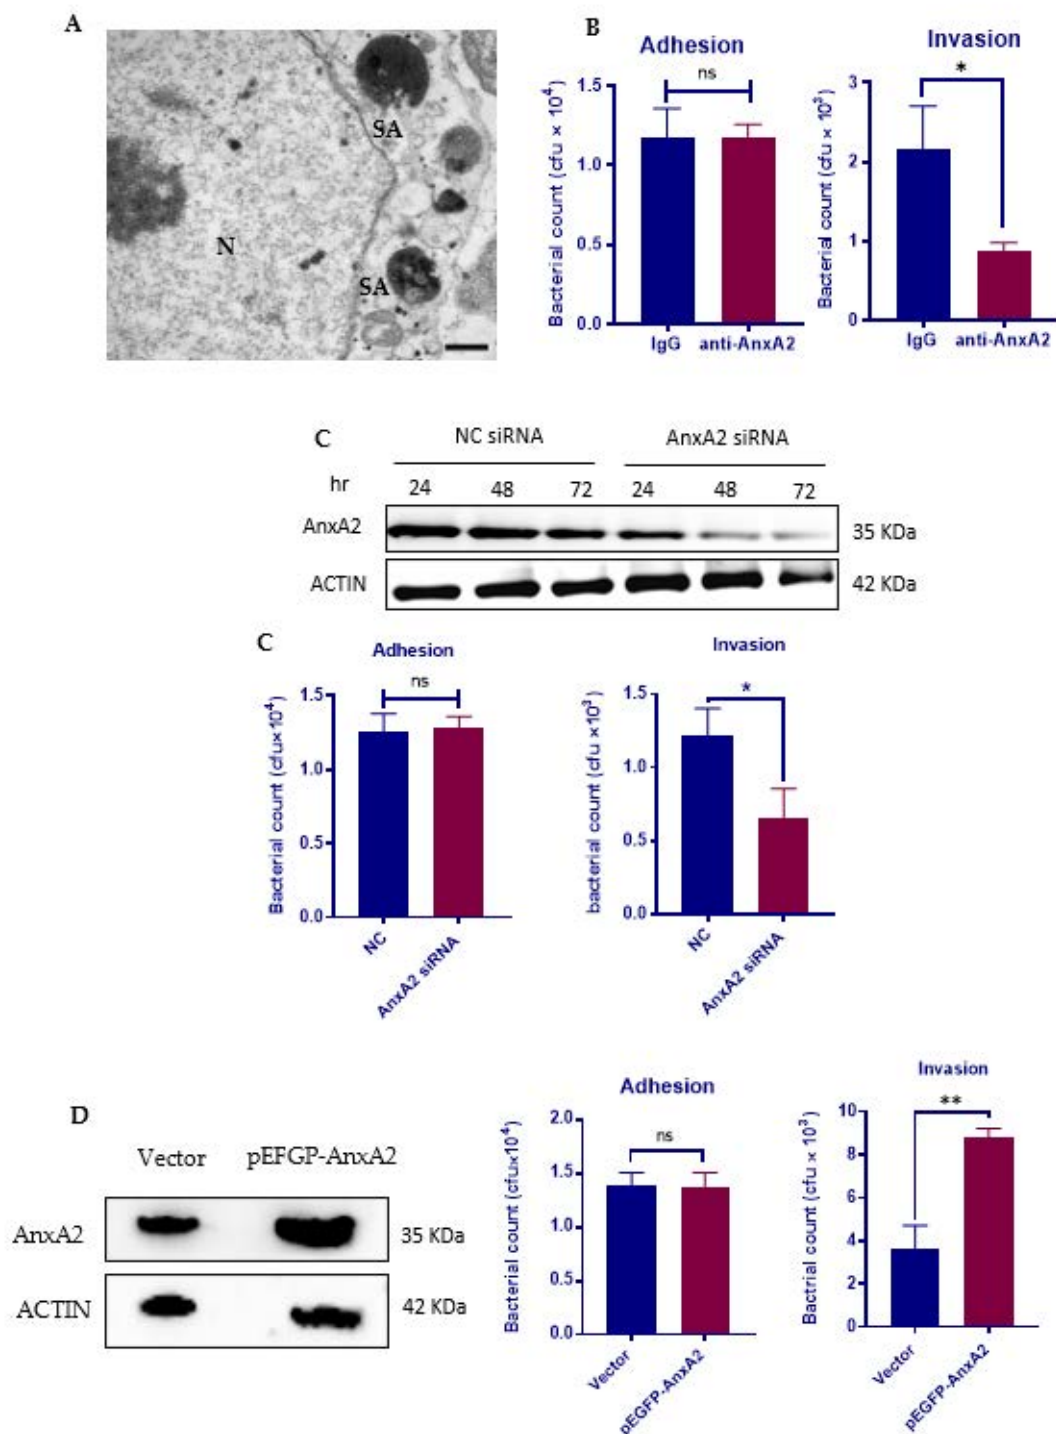 A
SA
N
SA
B
Adhesion
ns
Bacterial count (cfu × 10⁴)
1.5
1.0
0.5
0.0
IgG
anti-AnxA2
Invasion
*
Bacterial count (cfu × 10³)
3
2
1
0
IgG
anti-AnxA2
C
NC siRNA
AnxA2 siRNA
hr
24 48 72 24 48 72
AnxA2
35 KDa
ACTIN
42 KDa
C
Adhesion
ns
Bacterial count (cfu×10⁴)
1.5
1.0
0.5
0.0
NC
AnxA2 siRNA
Invasion
*
bacterial count (cfu ×10³)
1.5
1.0
0.5
0.0
NC
AnxA2 siRNA
D
Vector
pEFGP-AnxA2
AnxA2
35 KDa
ACTIN
42 KDa
Adhesion
ns
Bacterial count (cfu×10⁴)
2.0
1.5
1.0
0.5
0.0
Vector
pEGFP-AnxA2
Invasion
**
Bactrial count (cfu × 10³)
10
8
6
4
2
0
Vector
pEGFP-AnxA2